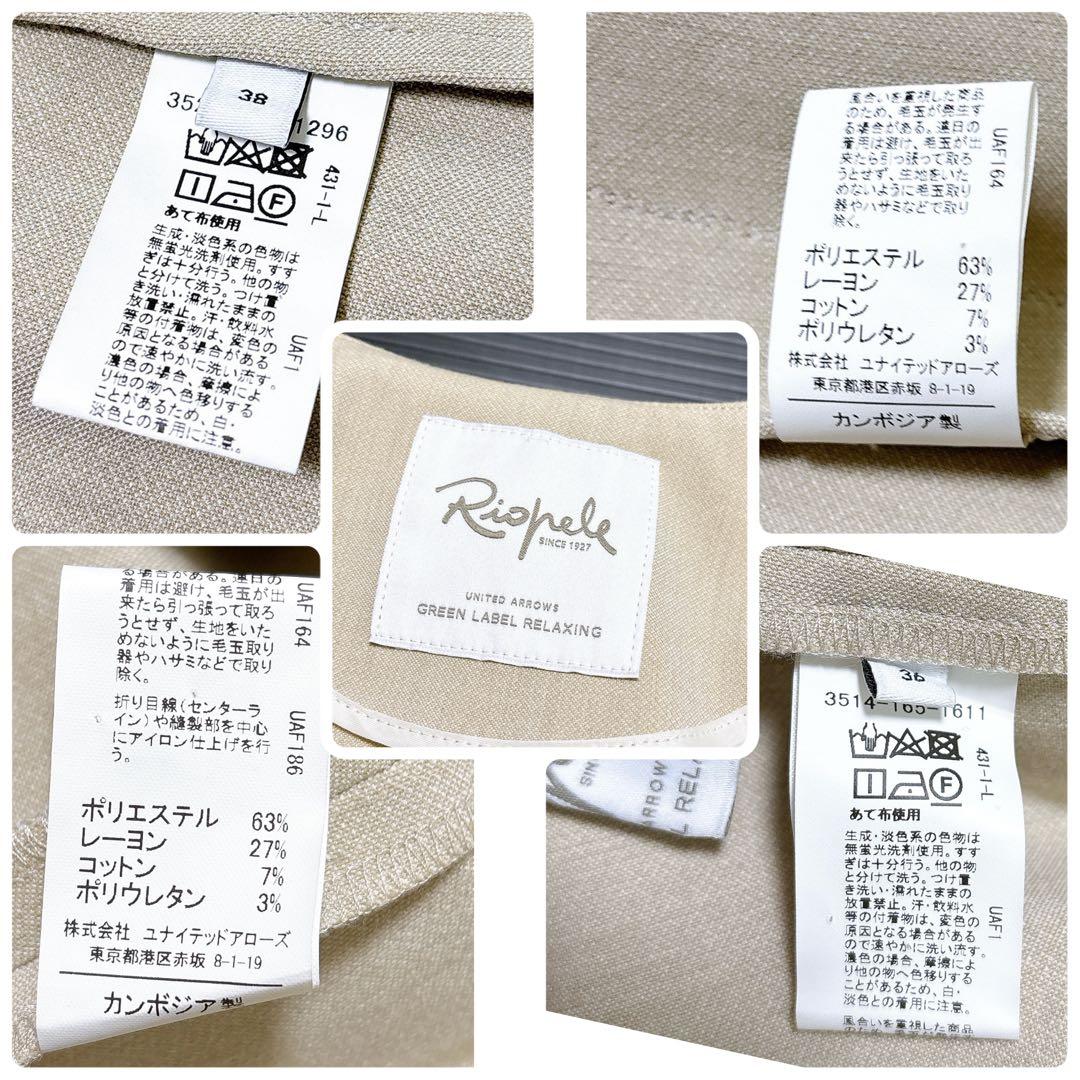 38
1296
431-1-L
あて布使用
生成・淡色系の色物は
無蛍光洗剤使用。すす
ぎは十分行う。他の物
と分けて洗う。つけ置
き洗い・濡れたままの
放置禁止。汗・飲料水
等の付着物は、変色の
原因となる場合がある
ので速やかに洗い流す。
濃色の場合、摩擦によ
り他の物へ色移りする
ことがあるため、白・
淡色との着用に注意。
UAF1
風合いを重視した商品
のため、毛玉が発生す
る場合がある。連日の
着用は避け、毛玉が出
来たら引っ張って取ろ
うとせず、生地をいた
めないように毛玉取り
器やハサミなどで取り
除く。
UAF164
ポリエステル 63%
レーヨン 27%
コットン 7%
ポリウレタン 3%
株式会社 ユナイテッドアローズ
東京都港区赤坂 8-1-19
カンボジア製
Riopele
SINCE 1927
UNITED ARROWS
GREEN LABEL RELAXING
る場合がある。連日の
着用は避け、毛玉が出
来たら引っ張って取ろ
うとせず、生地をいた
めないように毛玉取り
器やハサミなどで取り
除く。
UAF164
折り目線(センターラ
イン)や縫製部を中心
にアイロン仕上げを行
う。
UAF186
ポリエステル 63%
レーヨン 27%
コットン 7%
ポリウレタン 3%
株式会社 ユナイテッドアローズ
東京都港区赤坂 8-1-19
カンボジア製
SIN
ARROW
L REL
36
3514-165-1611
431-1-L
あて布使用
生成・淡色系の色物は
無蛍光洗剤使用。すす
ぎは十分行う。他の物
と分けて洗う。つけ置
き洗い・濡れたままの
放置禁止。汗・飲料水
等の付着物は、変色の
原因となる場合がある
ので速やかに洗い流す。
濃色の場合、摩擦によ
り他の物へ色移りする
ことがあるため、白・
淡色との着用に注意。
UAF1
風合いを重視した商品